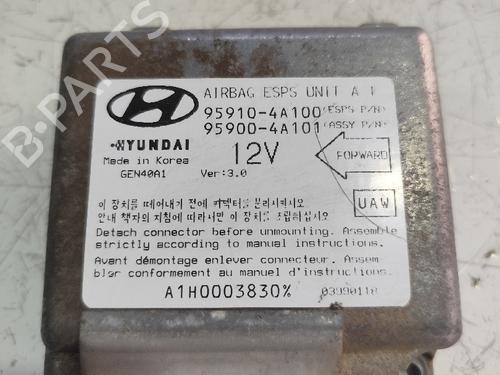 AIRBAG ESPS UNIT A
95910-4A100(ESPS P/N)
95900-4A101(ASSY P/N)
HYUNDAI
12V
FORWARD
Made in Korea
GEN40A1
Ver:3.0
UAW
이 장치를 떼어내기 전에 커넥터를 분리시키시오
안내 책자의 지침에 따라서만 이 장치를 조립하십시오
Detach connector before unmounting. Assemble
strictly according to manual instructions.
Avant démontage enlever connecteur. Assem
bler conformement au manuel d'instructions.
A1H0003830%
03990118